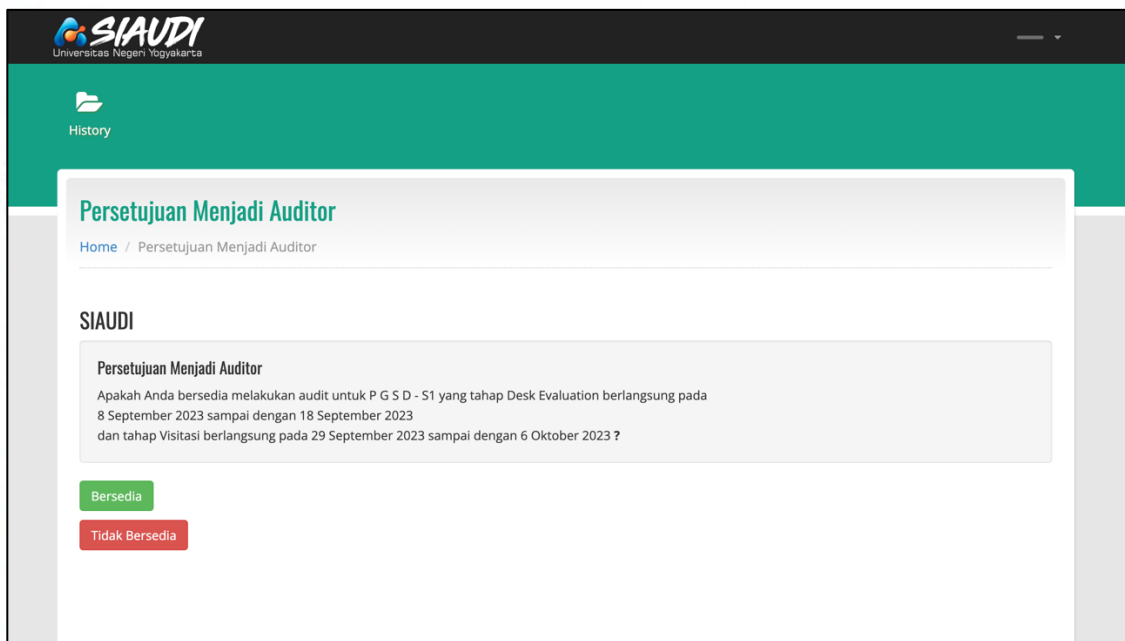 SIAUDI
Universitas Negeri Yogyakarta
History
Persetujuan Menjadi Auditor
Home / Persetujuan Menjadi Auditor
SIAUDI
Persetujuan Menjadi Auditor
Apakah Anda bersedia melakukan audit untuk P G S D - S1 yang tahap Desk Evaluation berlangsung pada
8 September 2023 sampai dengan 18 September 2023
dan tahap Visitasi berlangsung pada 29 September 2023 sampai dengan 6 Oktober 2023 ?
Bersedia
Tidak Bersedia